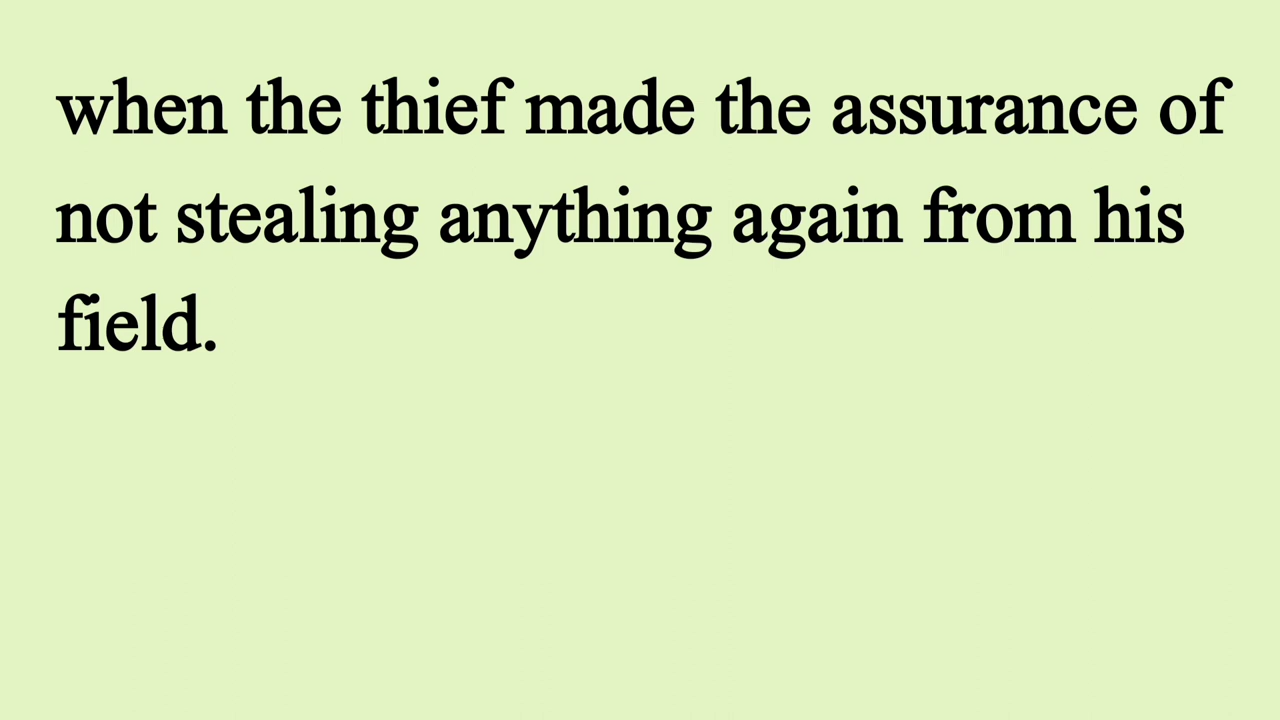 when the thief made the assurance of
not stealing anything again from his
field.